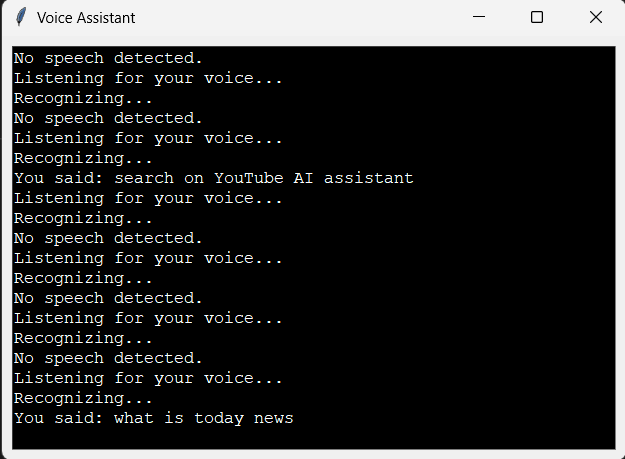 Voice Assistant
No speech detected.
Listening for your voice...
Recognizing...
No speech detected.
Listening for your voice...
Recognizing...
You said: search on YouTube AI assistant
Listening for your voice...
Recognizing...
No speech detected.
Listening for your voice...
Recognizing...
No speech detected.
Listening for your voice...
Recognizing...
No speech detected.
Listening for your voice...
Recognizing...
You said: what is today news